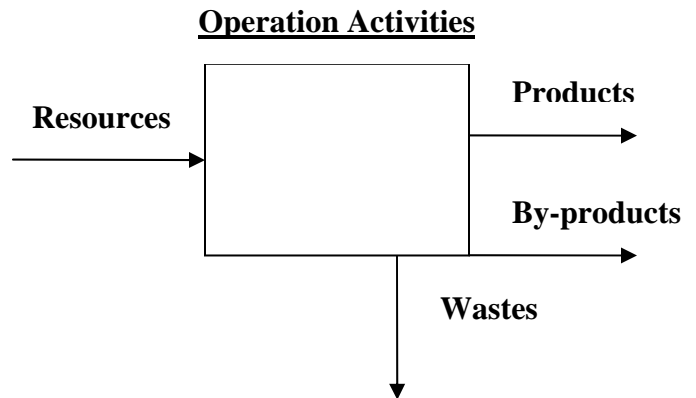 Operation Activities
Products
Resources
By-products
Wastes